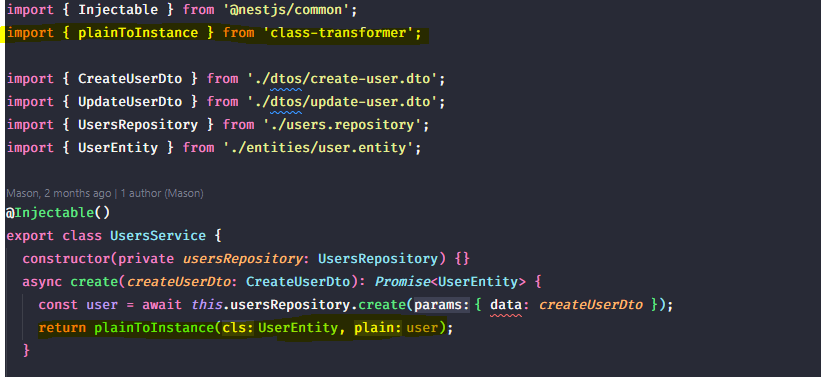 import { Injectable } from '@nestjs/common';
import { plainToInstance } from 'class-transformer';
import { CreateUserDto } from './dtos/create-user.dto';
import { UpdateUserDto } from './dtos/update-user.dto';
import { UsersRepository } from './users.repository';
import { UserEntity } from './entities/user.entity';
Mason, 2 months ago | 1 author (Mason)
@Injectable()
export class UsersService {
constructor(private usersRepository: UsersRepository) {}
async create(createUserDto: CreateUserDto): Promise<UserEntity> {
const user = await this.usersRepository.create(params: { data: createUserDto });
return plainToInstance(cls: UserEntity, plain: user);
}